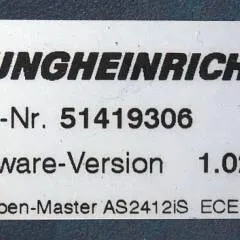 UNGHEINRICH
-Nr. 51419306
ware-Version 1.0
pen-Master AS2412iS ECE